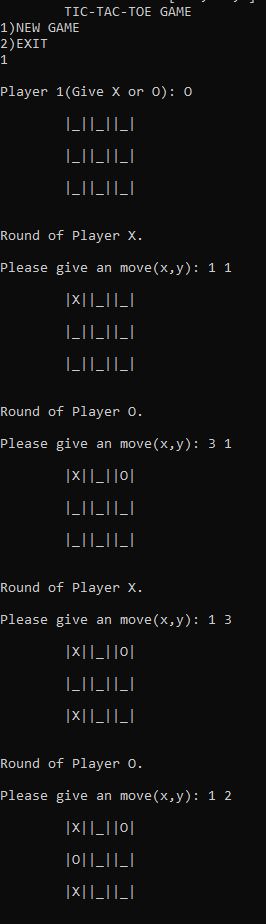 TIC-TAC-TOE GAME
1)NEW GAME
2)EXIT
1
Player 1(Give X or O): O
|_||_||_|
|_||_||_|
|_||_||_|
Round of Player X.
Please give an move(x,y): 1 1
|X||_||_|
|_||_||_|
|_||_||_|
Round of Player O.
Please give an move(x,y): 3 1
|X||_||O|
|_||_||_|
|_||_||_|
Round of Player X.
Please give an move(x,y): 1 3
|X||_||O|
|_||_||_|
|X||_||_|
Round of Player O.
Please give an move(x,y): 1 2
|X||_||O|
|O||_||_|
|X||_||_|